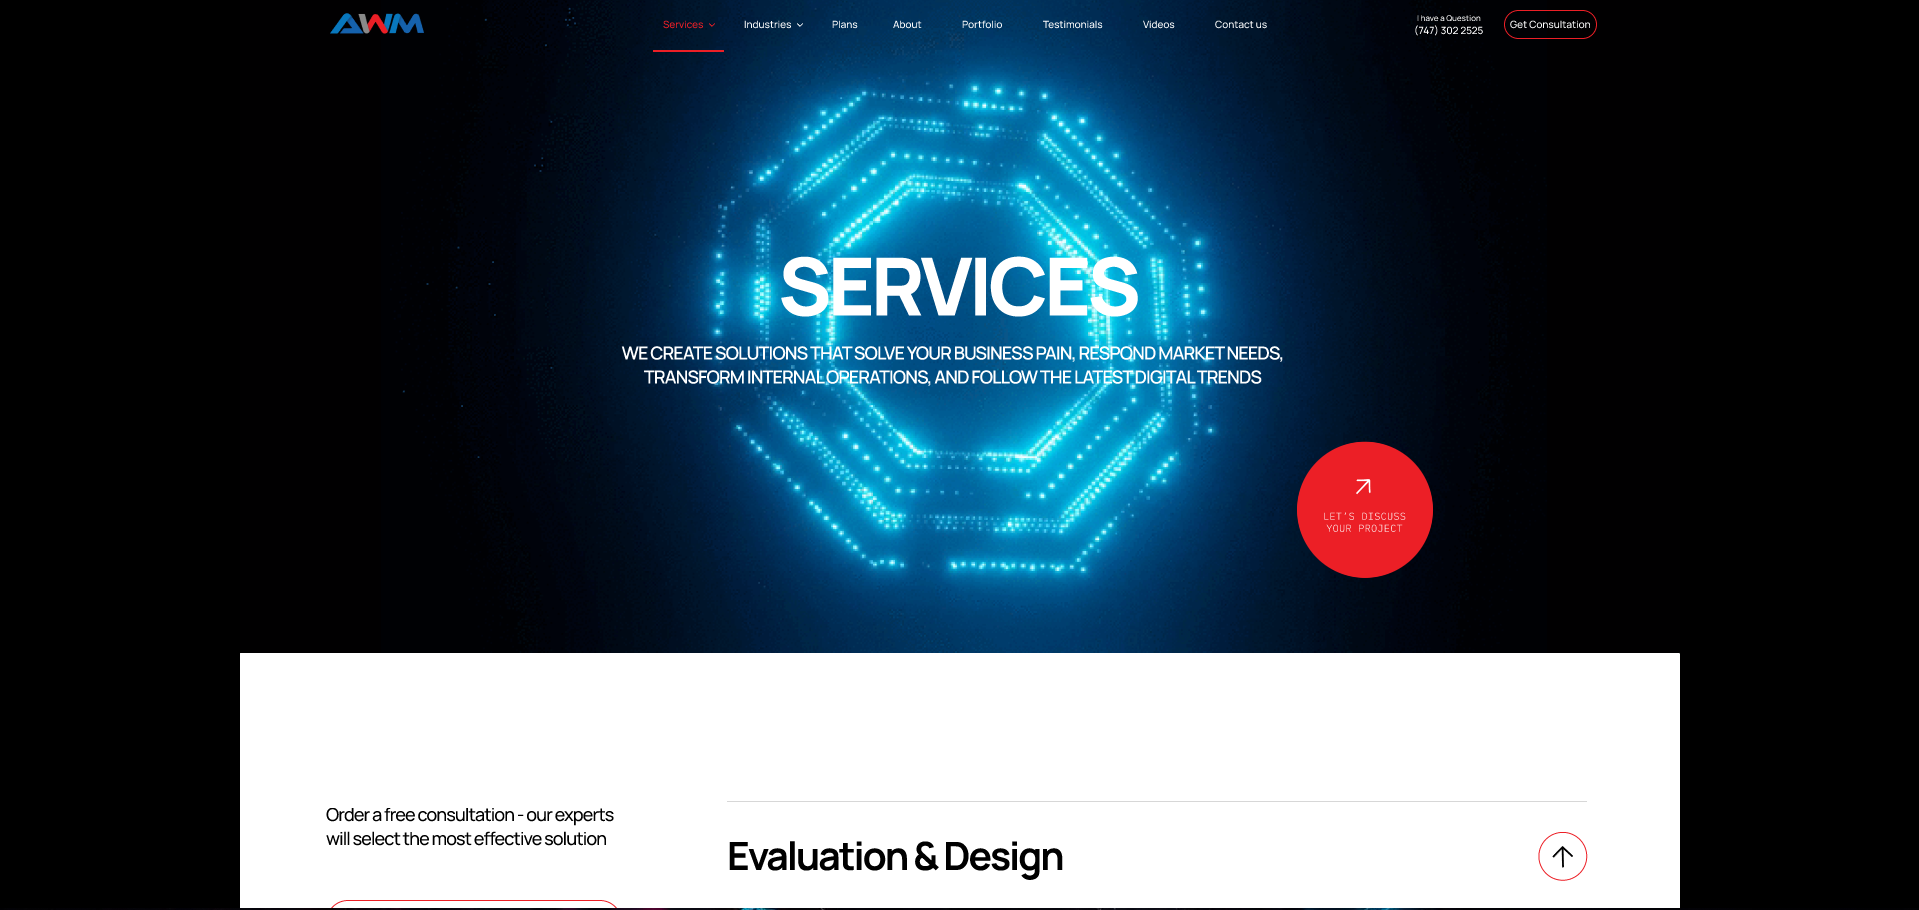 AWM
Services
Industries
Plans
About
Portfolio
Testimonials
Videos
Contact us
I have a Question
(747) 302 2525
Get Consultation
SERVICES
WE CREATE SOLUTIONS THAT SOLVE YOUR BUSINESS PAIN, RESPOND MARKET NEEDS,
TRANSFORM INTERNAL OPERATIONS, AND FOLLOW THE LATEST DIGITAL TRENDS
LET'S DISCUSS
YOUR PROJECT
Order a free consultation - our experts
will select the most effective solution
Evaluation & Design